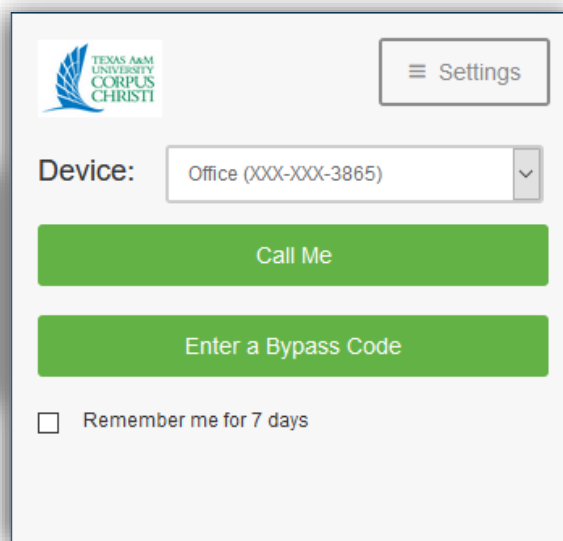 TEXAS A&M
UNIVERSITY
CORPUS
CHRISTI
≡ Settings
Device:
Office (XXX-XXX-3865)
Call Me
Enter a Bypass Code
Remember me for 7 days